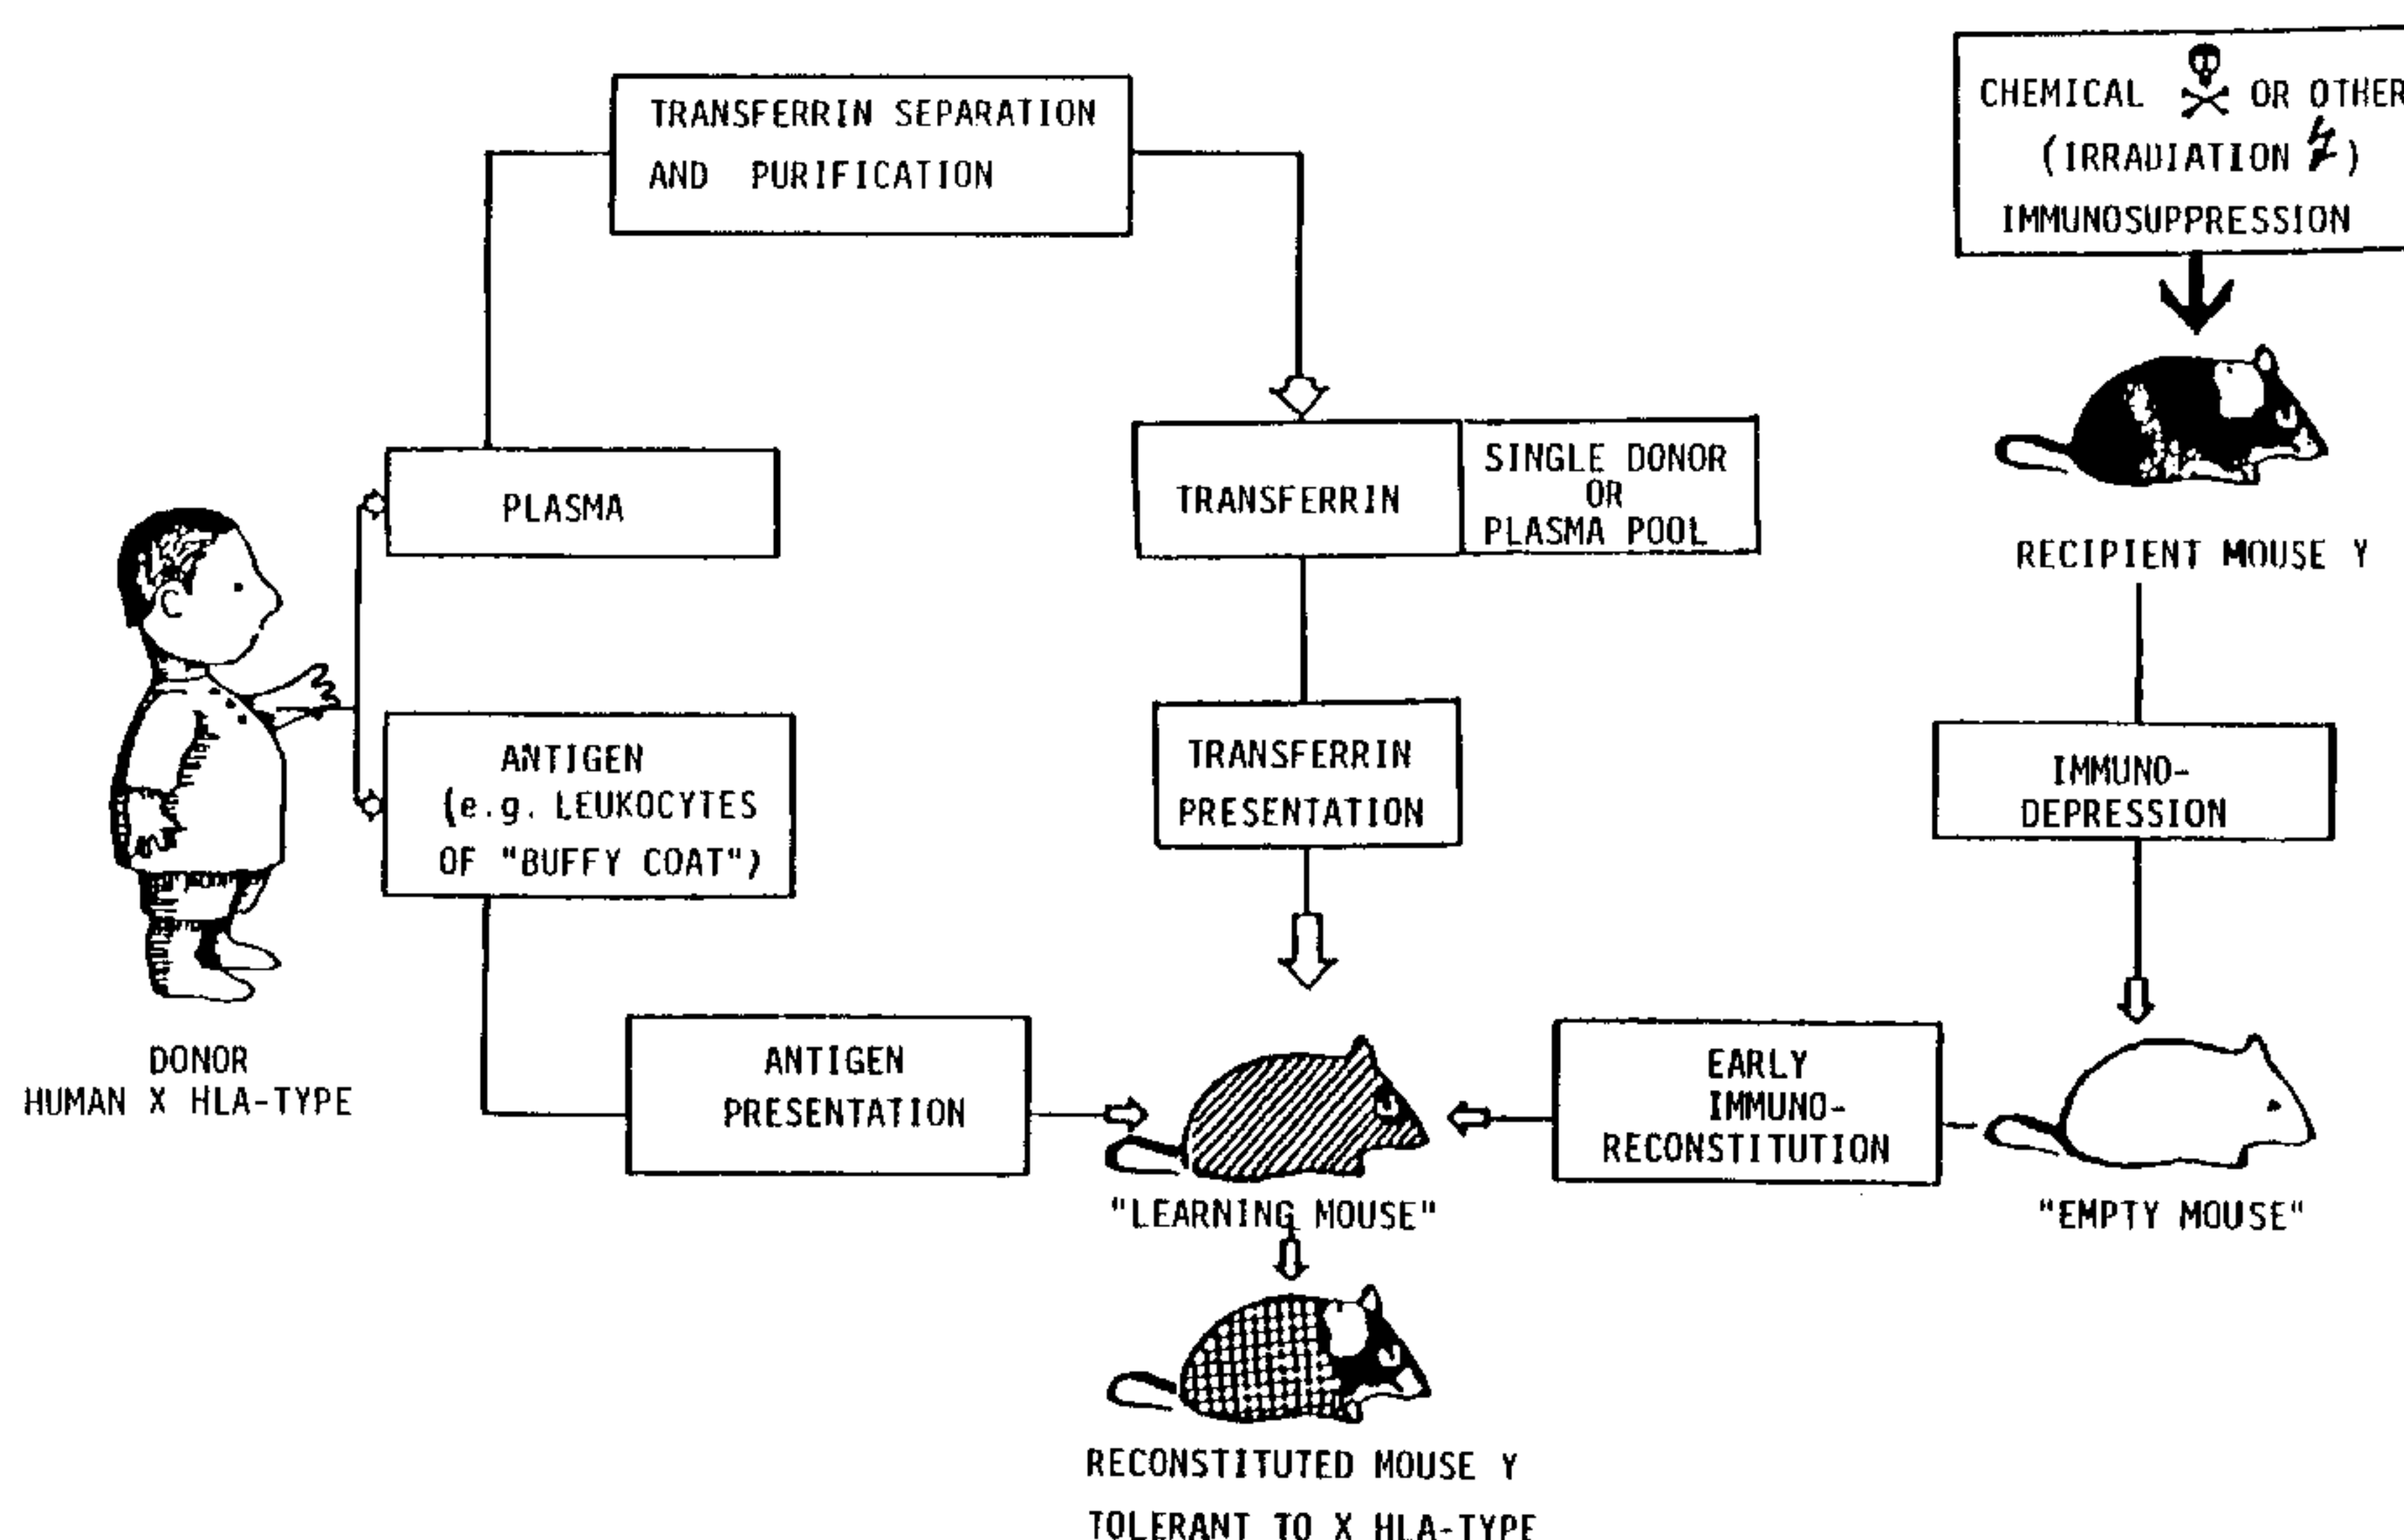 TRANSFERRIN SEPARATION
AND PURIFICATION
CHEMICAL OR OTHER
(IRRADIATION )
IMMUNOSUPPRESSION
PLASMA
TRANSFERRIN
SINGLE DONOR
OR
PLASMA POOL
RECIPIENT MOUSE Y
ANTIGEN
(e.g. LEUKOCYTES
OF "BUFFY COAT")
TRANSFERRIN
PRESENTATION
IMMUNO-
DEPRESSION
DONOR
HUMAN X HLA-TYPE
ANTIGEN
PRESENTATION
EARLY
IMMUNO-
RECONSTITUTION
"LEARNING MOUSE"
"EMPTY MOUSE"
RECONSTITUTED MOUSE Y
TOLERANT TO X HLA-TYPE